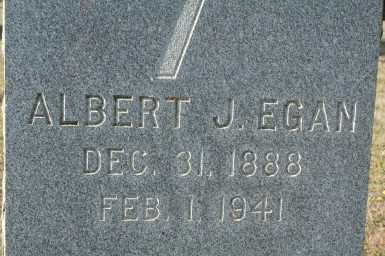 ALBERT J. EGAN
DEC. 31. 1888
FEB. 1. 1941